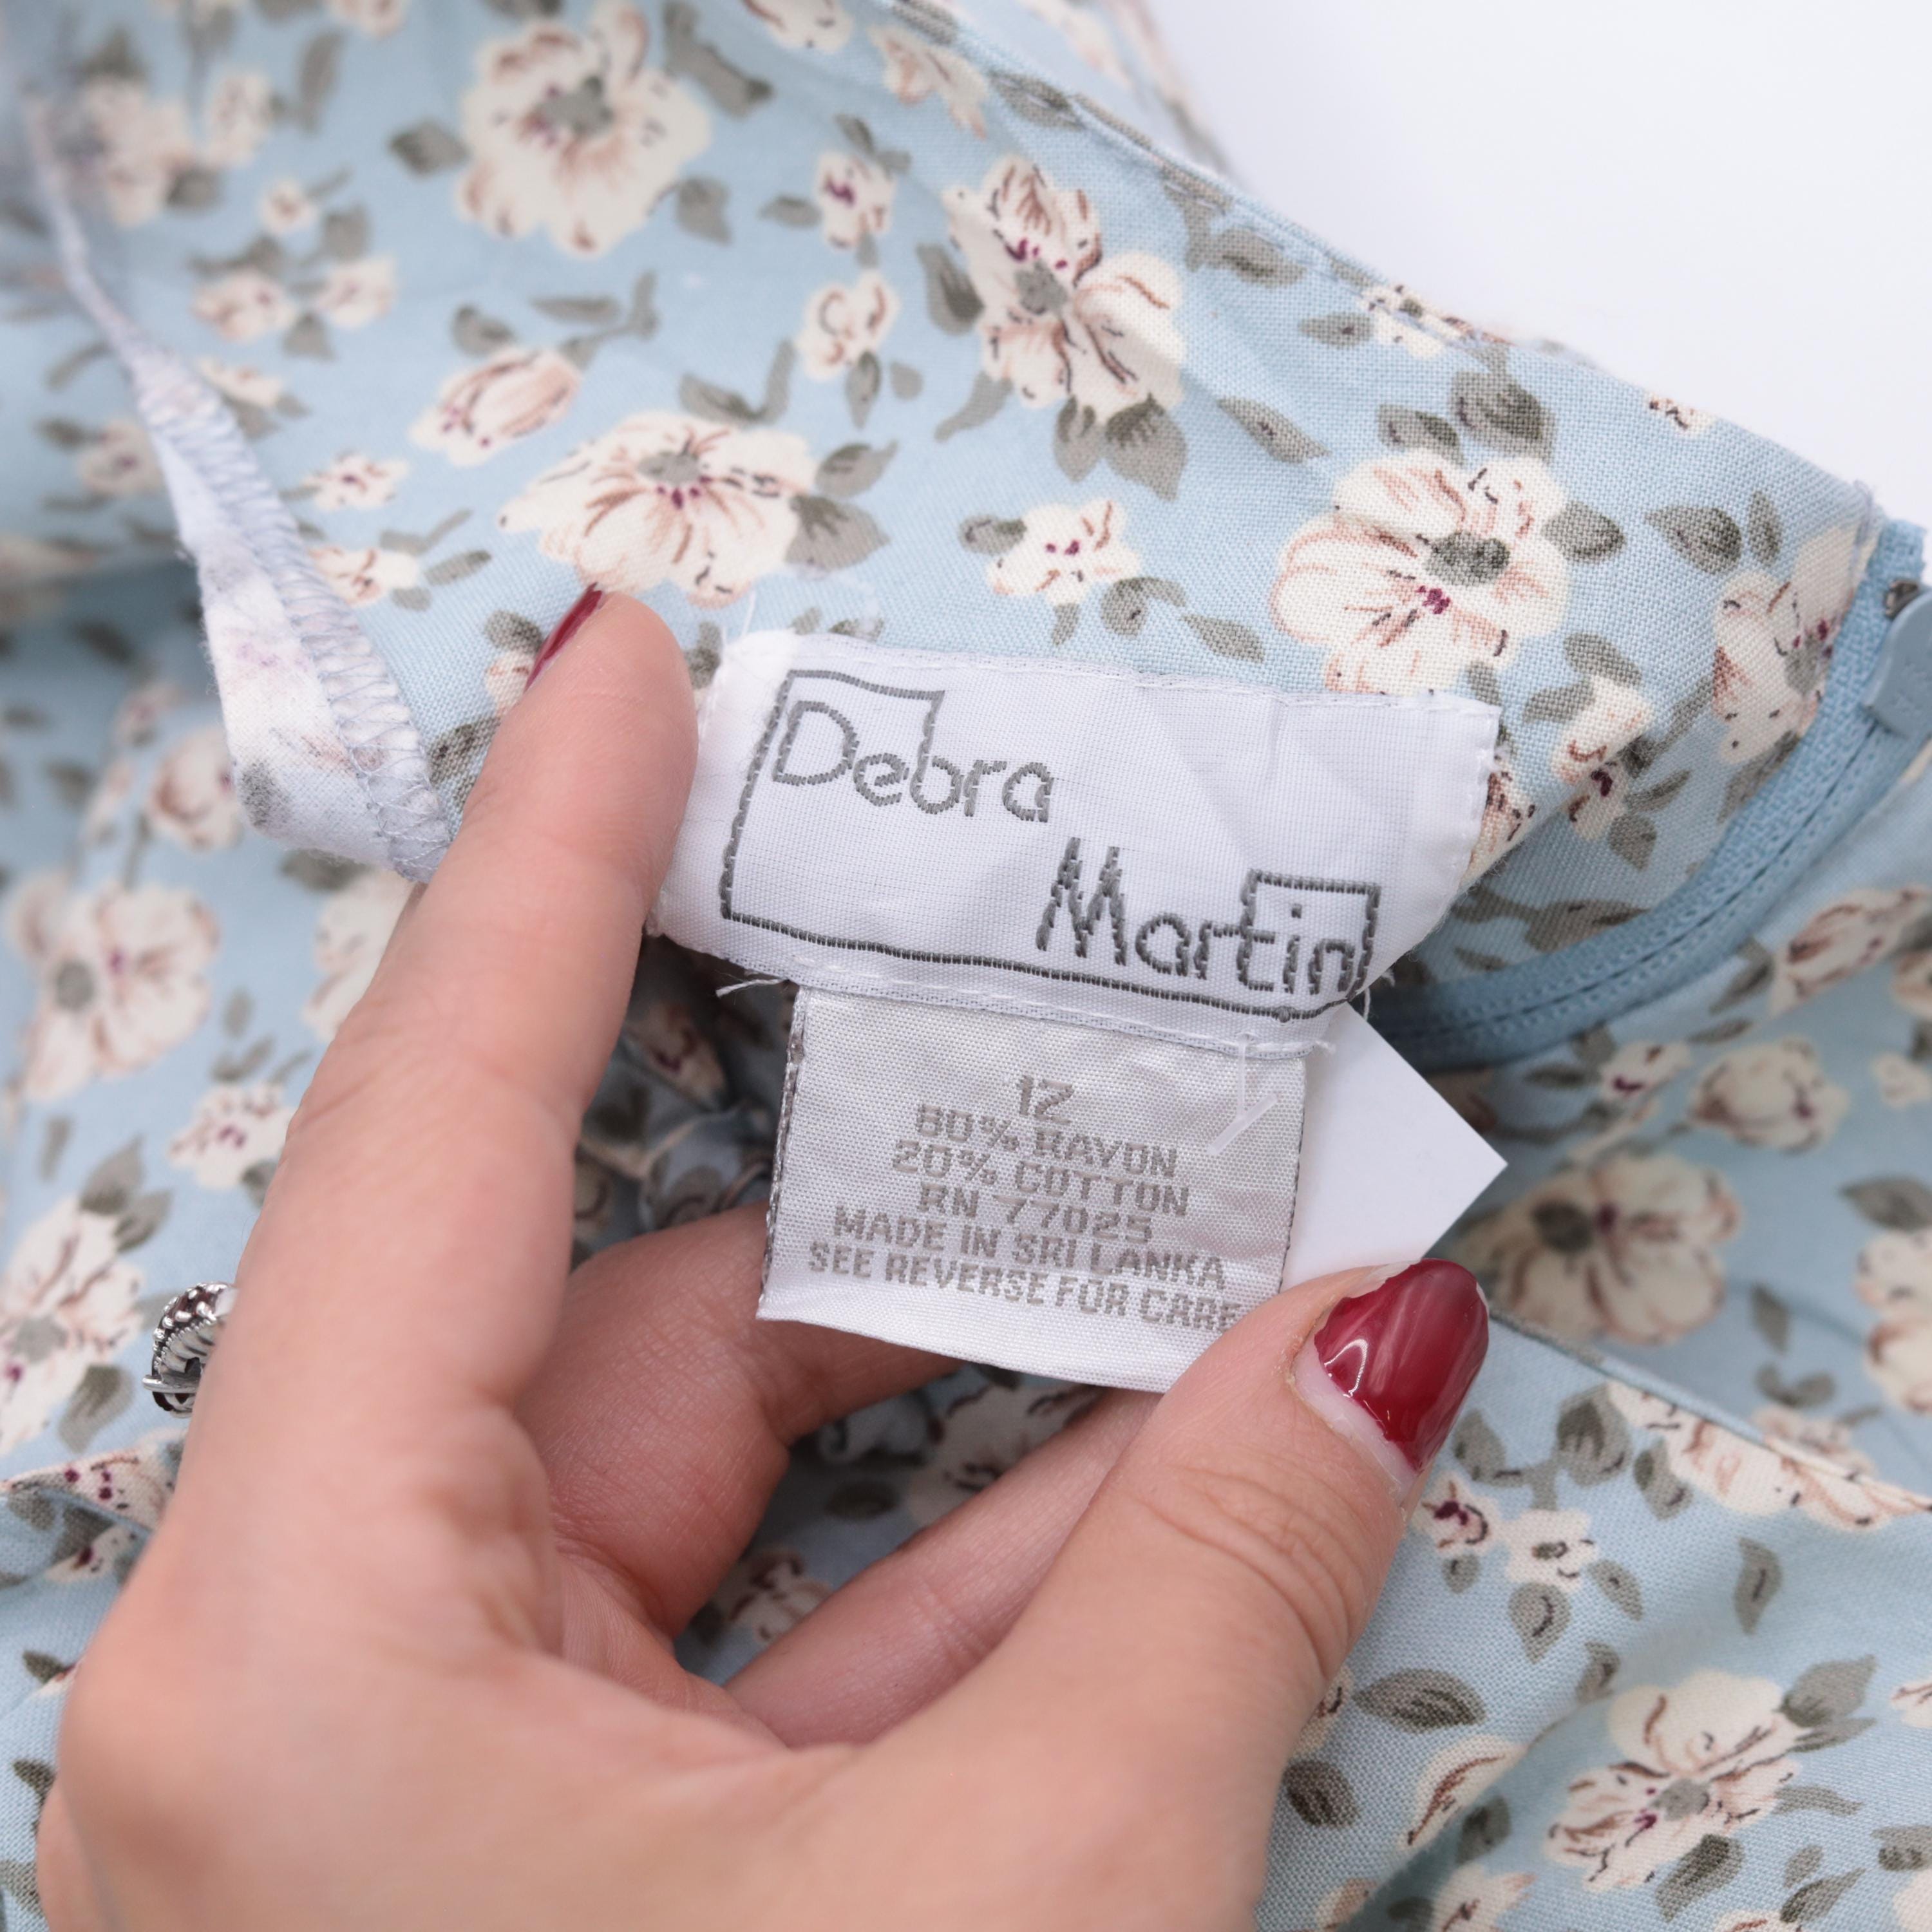 Debra
Martin
12
80% RAYON
20% COTTON
RN 77025
MADE IN SRI LANKA
SEE REVERSE FOR CARE